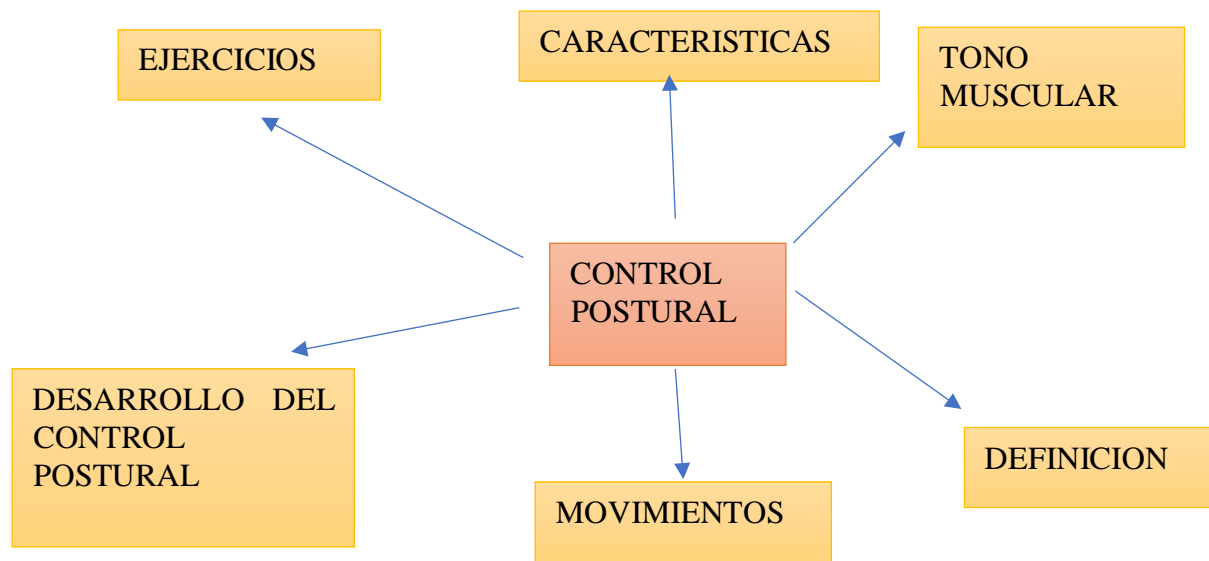 EJERCICIOS
CARACTERISTICAS
TONO
MUSCULAR
CONTROL
POSTURAL
DESARROLLO DEL
CONTROL
POSTURAL
MOVIMIENTOS
DEFINICION